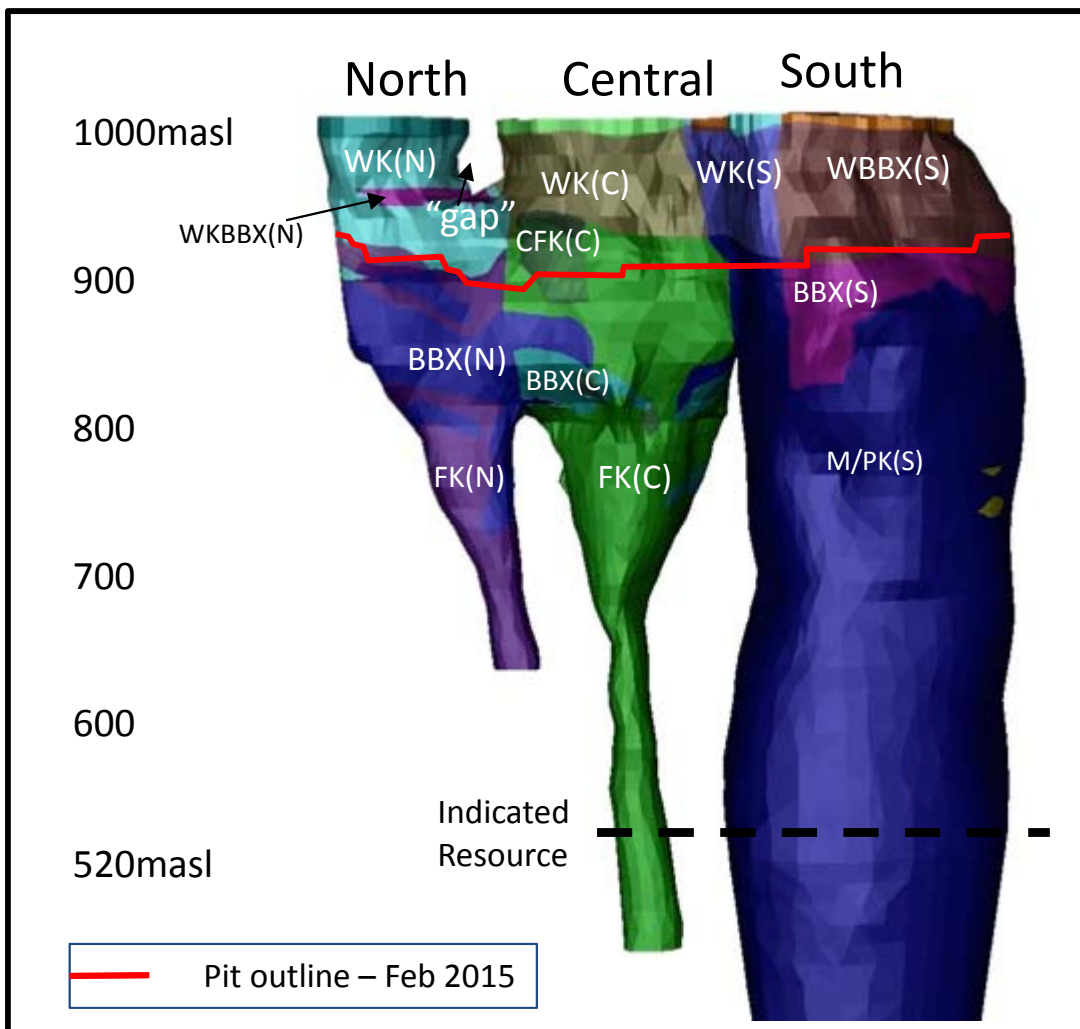 North Central South
1000masl
WK(N)
WK(C)
WK(S)
WBBX(S)
"gap"
WKBBX(N)
CFK(C)
900
BBX(S)
BBX(N)
BBX(C)
800
FK(N)
FK(C)
M/PK(S)
700
600
Indicated
Resource
520masl
Pit outline – Feb 2015